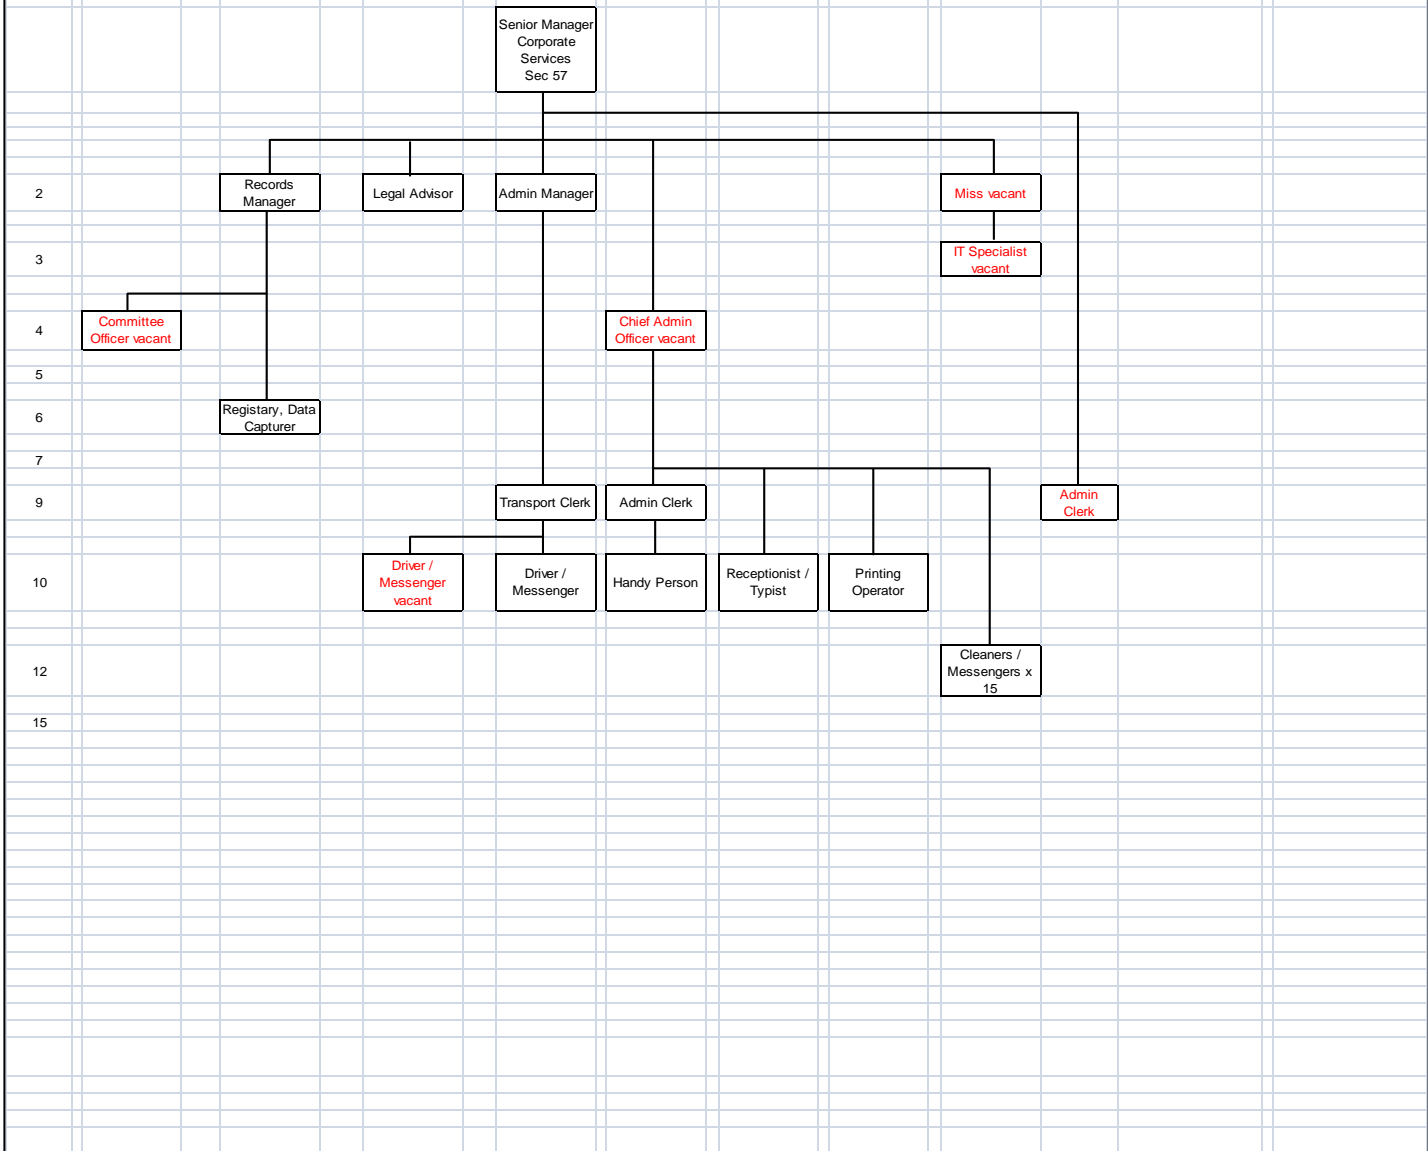 Senior Manager
Corporate
Services
Sec 57
2
Records
Manager
Legal Advisor
Admin Manager
Miss vacant
3
IT Specialist
vacant
4
Committee
Officer vacant
Chief Admin
Officer vacant
5
6
Registary, Data
Capturer
7
9
Transport Clerk
Admin Clerk
Admin
Clerk
10
Driver /
Messenger
vacant
Driver /
Messenger
Handy Person
Receptionist /
Typist
Printing
Operator
12
Cleaners /
Messengers x
15
15